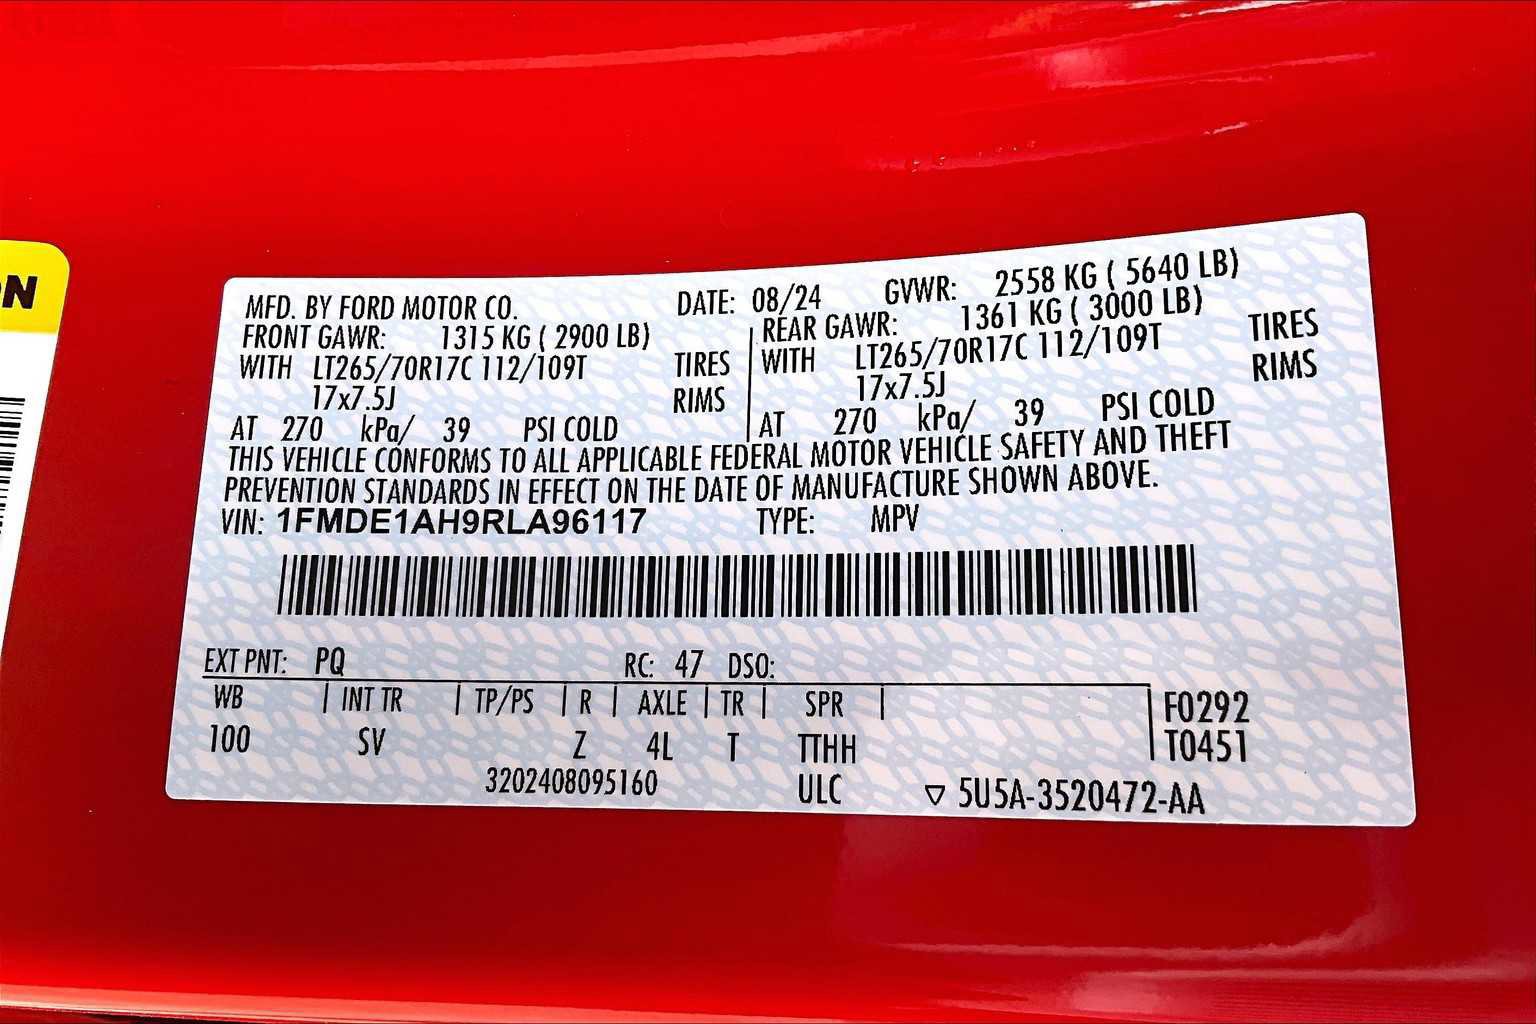 ON
MFD. BY FORD MOTOR CO. DATE: 08/24 GVWR: 2558 KG ( 5640 LB)
FRONT GAWR: 1315 KG ( 2900 LB) REAR GAWR: 1361 KG ( 3000 LB)
WITH LT265/70R17C 112/109T TIRES WITH LT265/70R17C 112/109T TIRES
17x7.5J RIMS 17x7.5J RIMS
AT 270 kPa/ 39 PSI COLD AT 270 kPa/ 39 PSI COLD
THIS VEHICLE CONFORMS TO ALL APPLICABLE FEDERAL MOTOR VEHICLE SAFETY AND THEFT
PREVENTION STANDARDS IN EFFECT ON THE DATE OF MANUFACTURE SHOWN ABOVE.
VIN: 1FMDE1AH9RLA96117 TYPE: MPV
EXT PNT: PQ RC: 47 DSO:
WB INT TR TP/PS R AXLE TR SPR F0292
100 SV Z 4L T TTHH T0451
3202408095160 ULC ▽ 5U5A-3520472-AA